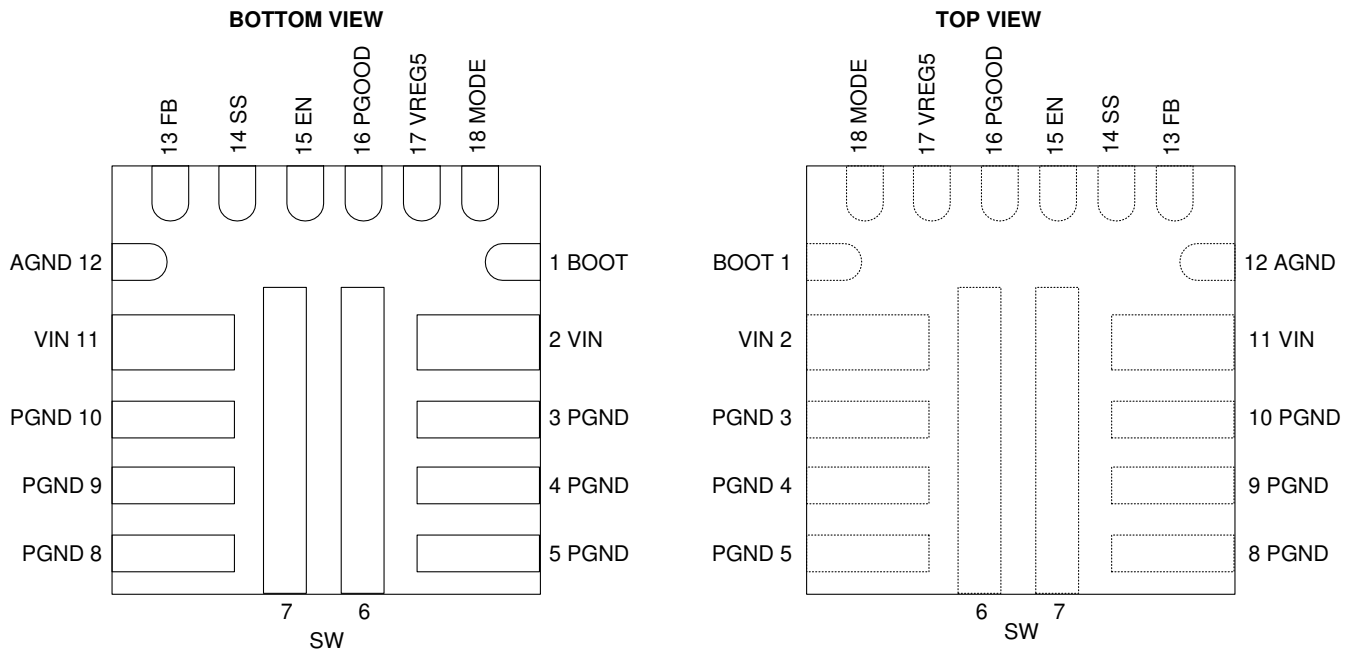 BOTTOM VIEW
13 FB
14 SS
15 EN
16 PGOOD
17 VREG5
18 MODE
AGND 12
1 BOOT
VIN 11
2 VIN
PGND 10
3 PGND
PGND 9
4 PGND
PGND 8
5 PGND
7
6
SW
TOP VIEW
18 MODE
17 VREG5
16 PGOOD
15 EN
14 SS
13 FB
BOOT 1
12 AGND
VIN 2
11 VIN
PGND 3
10 PGND
PGND 4
9 PGND
PGND 5
8 PGND
6
7
SW